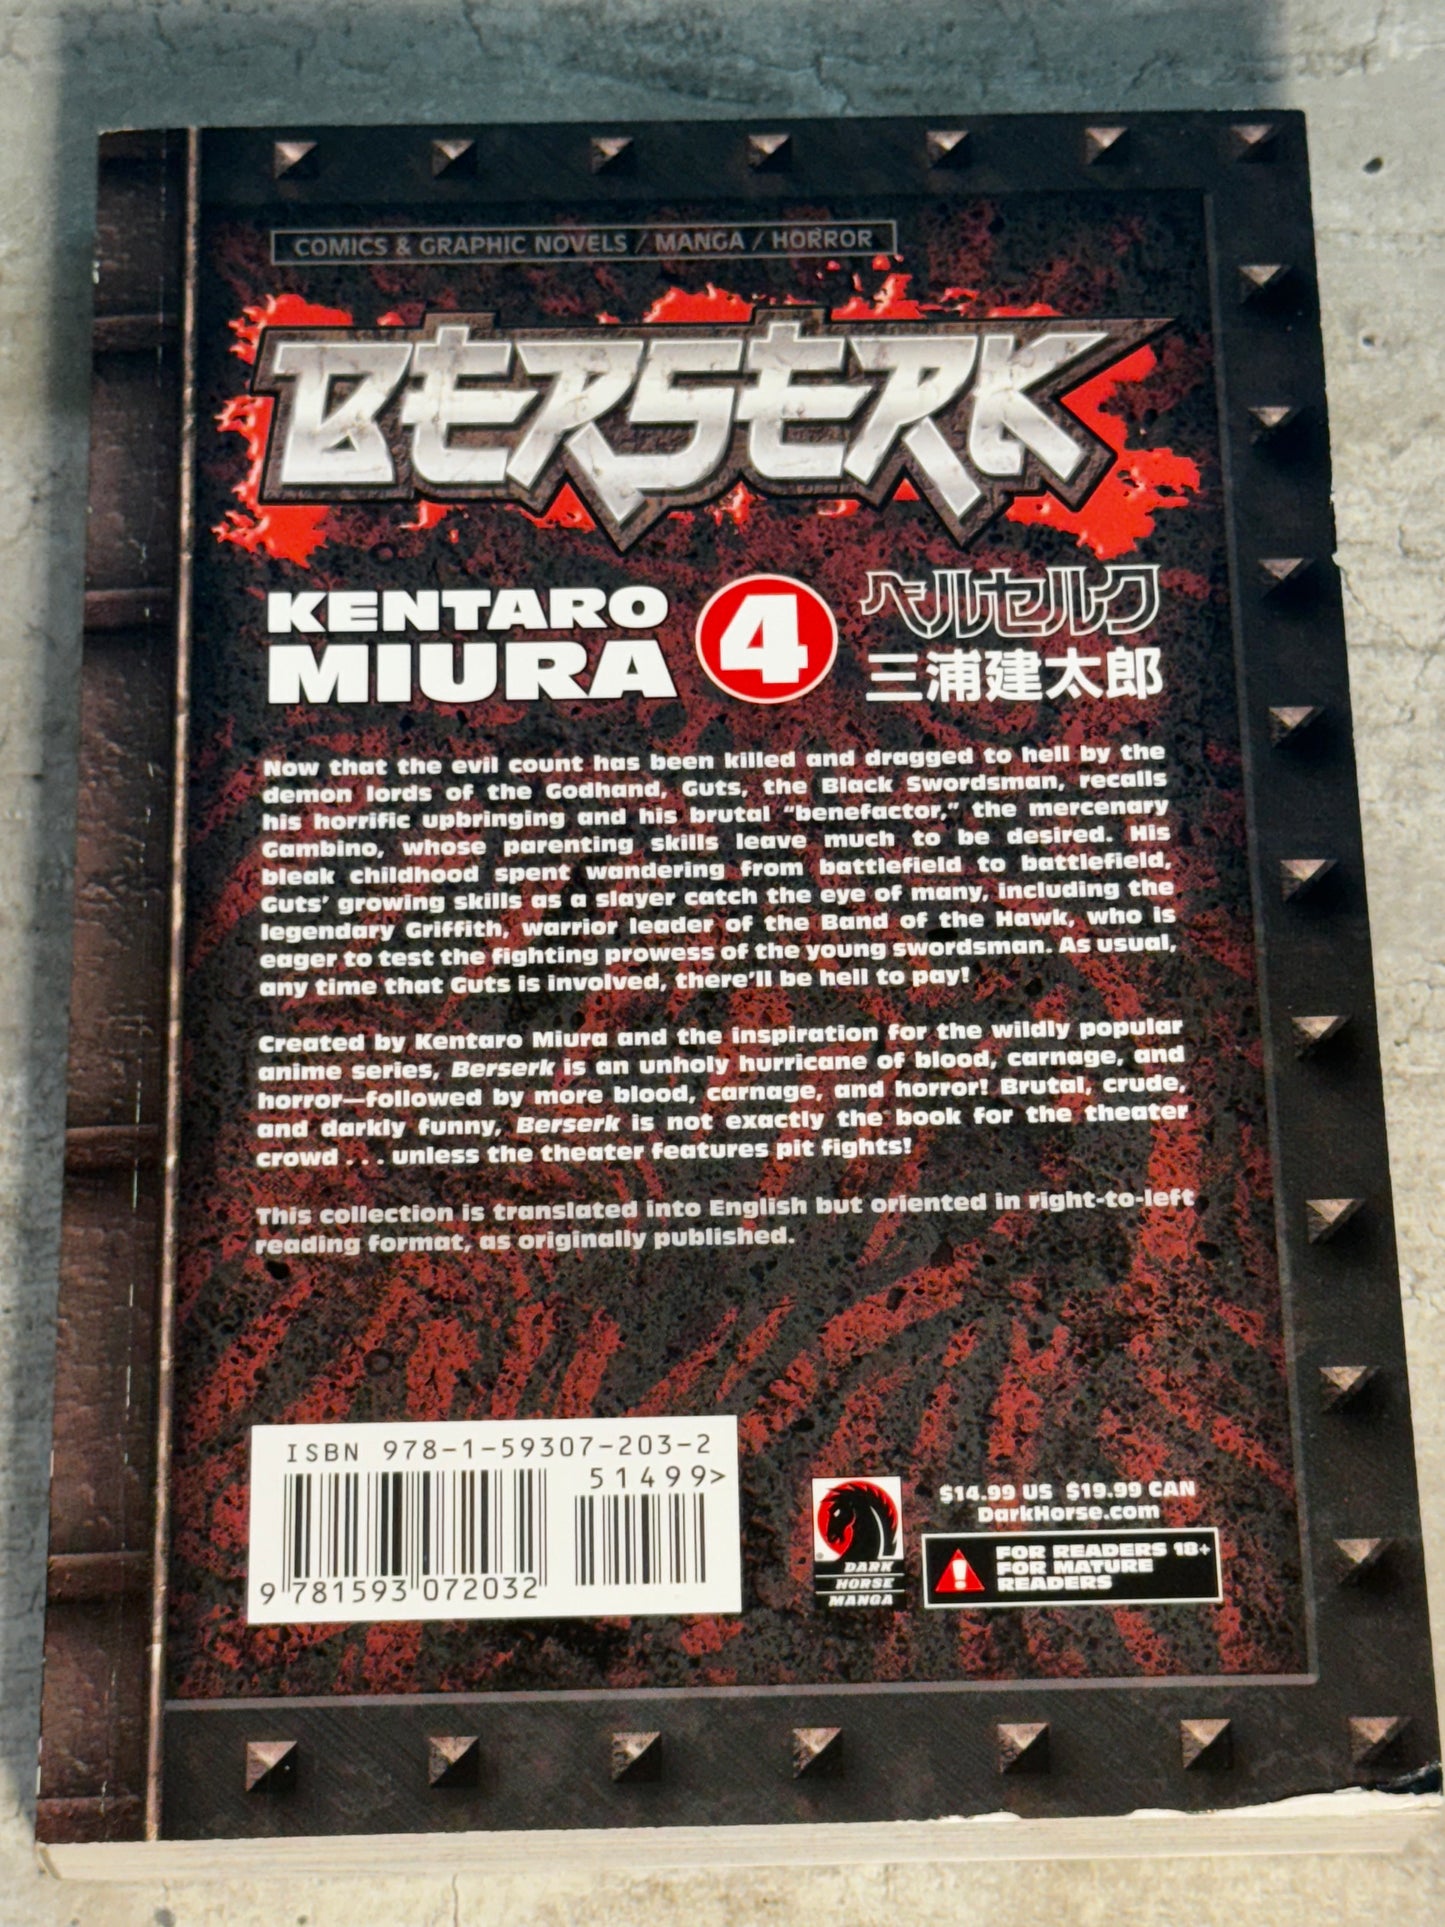 COMICS & GRAPHIC NOVELS / MANGA / HORROR
BERSERK
KENTARO
MIURA
4
ベルセルク
三浦建太郎
Now that the evil count has been killed and dragged to hell by the
demon lords of the Godhand, Guts, the Black Swordsman, recalls
his horrific upbringing and his brutal “benefactor,” the mercenary
Gambino, whose parenting skills leave much to be desired. His
bleak childhood spent wandering from battlefield to battlefield,
Guts’ growing skills as a slayer catch the eye of many, including the
legendary Griffith, warrior leader of the Band of the Hawk, who is
eager to test the fighting prowess of the young swordsman. As usual,
any time that Guts is involved, there’ll be hell to pay!
Created by Kentaro Miura and the inspiration for the wildly popular
anime series, Berserk is an unholy hurricane of blood, carnage, and
horror—followed by more blood, carnage, and horror! Brutal, crude,
and darkly funny, Berserk is not exactly the book for the theater
crowd . . . unless the theater features pit fights!
This collection is translated into English but oriented in right-to-left
reading format, as originally published.
ISBN 978-1-59307-203-2
51499>
9 781593 072032
DARK
HORSE
MANGA
$14.99 US $19.99 CAN
DarkHorse.com
FOR READERS 18+
FOR MATURE
READERS